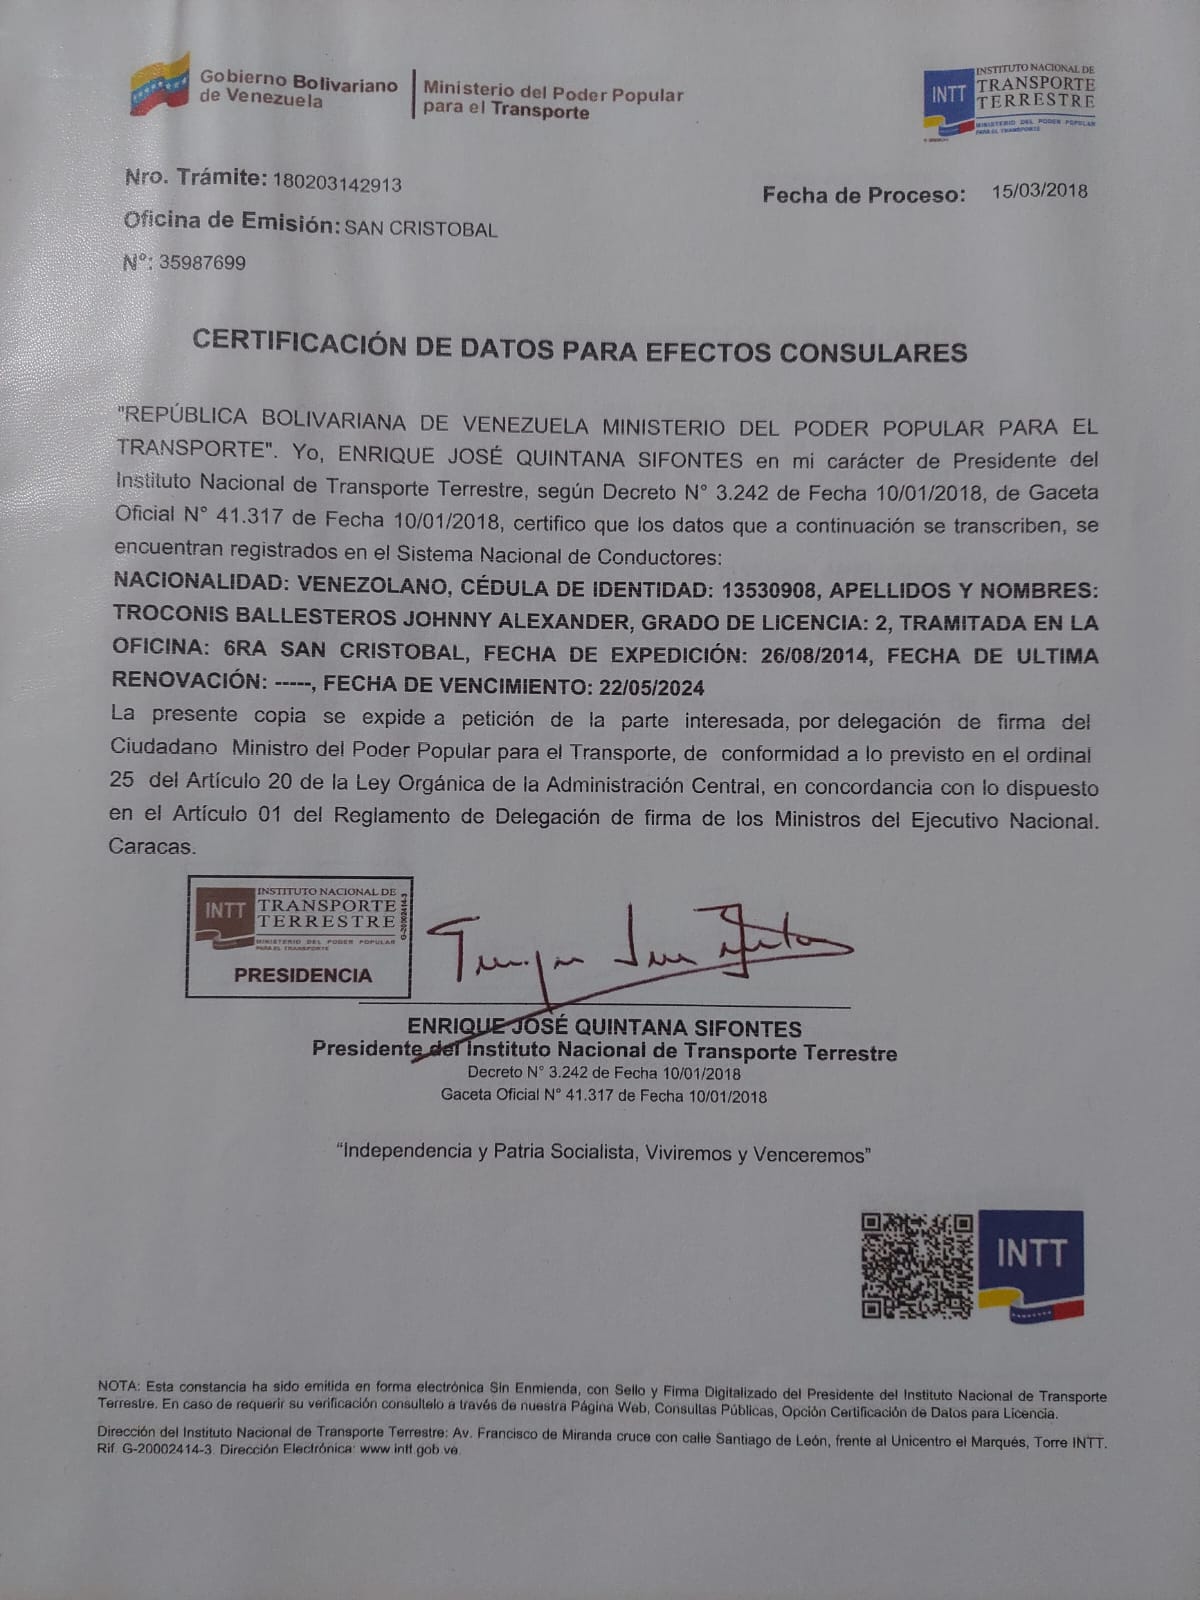 Gobierno Bolivariano
de Venezuela
Ministerio del Poder Popular
para el Transporte
INTT
INSTITUTO NACIONAL DE
TRANSPORTE
TERRESTRE
MINISTERIO DEL PODER POPULAR
PARA EL TRANSPORTE
Nro. Trámite: 180203142913
Fecha de Proceso: 15/03/2018
Oficina de Emisión: SAN CRISTOBAL
N°: 35987699
CERTIFICACIÓN DE DATOS PARA EFECTOS CONSULARES
"REPÚBLICA BOLIVARIANA DE VENEZUELA MINISTERIO DEL PODER POPULAR PARA EL
TRANSPORTE". Yo, ENRIQUE JOSÉ QUINTANA SIFONTES en mi carácter de Presidente del
Instituto Nacional de Transporte Terrestre, según Decreto N° 3.242 de Fecha 10/01/2018, de Gaceta
Oficial N° 41.317 de Fecha 10/01/2018, certifico que los datos que a continuación se transcriben, se
encuentran registrados en el Sistema Nacional de Conductores:
NACIONALIDAD: VENEZOLANO, CÉDULA DE IDENTIDAD: 13530908, APELLIDOS Y NOMBRES:
TROCONIS BALLESTEROS JOHNNY ALEXANDER, GRADO DE LICENCIA: 2, TRAMITADA EN LA
OFICINA: 6RA SAN CRISTOBAL, FECHA DE EXPEDICIÓN: 26/08/2014, FECHA DE ULTIMA
RENOVACIÓN: -----, FECHA DE VENCIMIENTO: 22/05/2024
La presente copia se expide a petición de la parte interesada, por delegación de firma del
Ciudadano Ministro del Poder Popular para el Transporte, de conformidad a lo previsto en el ordinal
25 del Artículo 20 de la Ley Orgánica de la Administración Central, en concordancia con lo dispuesto
en el Artículo 01 del Reglamento de Delegación de firma de los Ministros del Ejecutivo Nacional.
Caracas.
INTT
INSTITUTO NACIONAL DE
TRANSPORTE
TERRESTRE
MINISTERIO DEL PODER POPULAR
PARA EL TRANSPORTE
G-20002414-3
PRESIDENCIA
ENRIQUE JOSÉ QUINTANA SIFONTES
Presidente del Instituto Nacional de Transporte Terrestre
Decreto N° 3.242 de Fecha 10/01/2018
Gaceta Oficial N° 41.317 de Fecha 10/01/2018
“Independencia y Patria Socialista, Viviremos y Venceremos”
INTT
NOTA: Esta constancia ha sido emitida en forma electrónica Sin Enmienda, con Sello y Firma Digitalizado del Presidente del Instituto Nacional de Transporte
Terrestre. En caso de requerir su verificación consultelo a través de nuestra Página Web, Consultas Públicas, Opción Certificación de Datos para Licencia.
Dirección del Instituto Nacional de Transporte Terrestre: Av. Francisco de Miranda cruce con calle Santiago de León, frente al Unicentro el Marqués, Torre INTT.
Rif. G-20002414-3. Dirección Electrónica: www.intt.gob.ve.